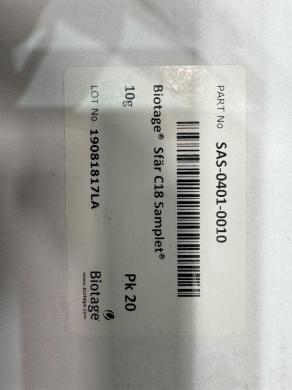 PART No SAS-0401-0010
Biotage® Sfär C18 Samplet®
10g Pk 20
LOT No 19081817LA
Biotage
www.biotage.com